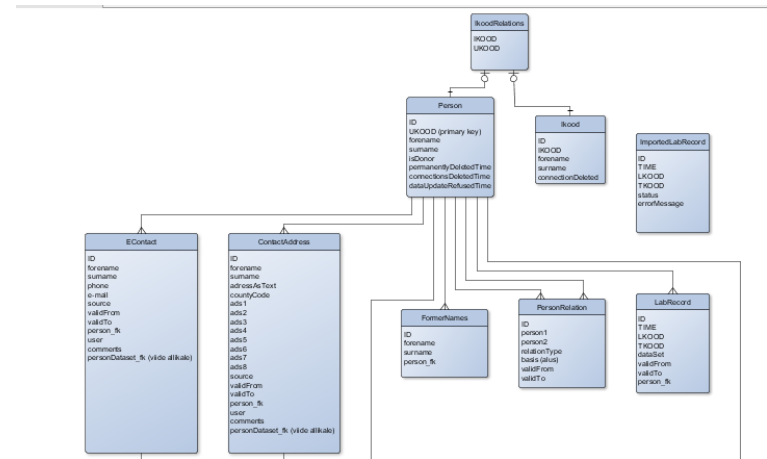 IkoodRelations
IKOOD
UKOOD
Person
ID
UKOOD (primary key)
forename
surname
isDonor
permanentlyDeletedTime
connectionsDeletedTime
dataUpdateRefusedTime
Ikood
ID
IKOOD
forename
surname
connectionDeleted
ImportedLabRecord
ID
TIME
LKOOD
TKOOD
status
errorMessage
EContact
ID
forename
surname
phone
e-mail
source
validFrom
validTo
person_fk
user
comments
personDataset_fk (viide allikale)
ContactAddress
ID
forename
surname
adressAsText
countyCode
ads1
ads2
ads3
ads4
ads5
ads6
ads7
ads8
source
validFrom
validTo
person_fk
user
comments
personDataset_fk (viide allikale)
FormerNames
ID
forename
surname
person_fk
PersonRelation
ID
person1
person2
relationType
basis (alus)
validFrom
validTo
LabRecord
ID
TIME
LKOOD
TKOOD
dataSet
validFrom
validTo
person_fk